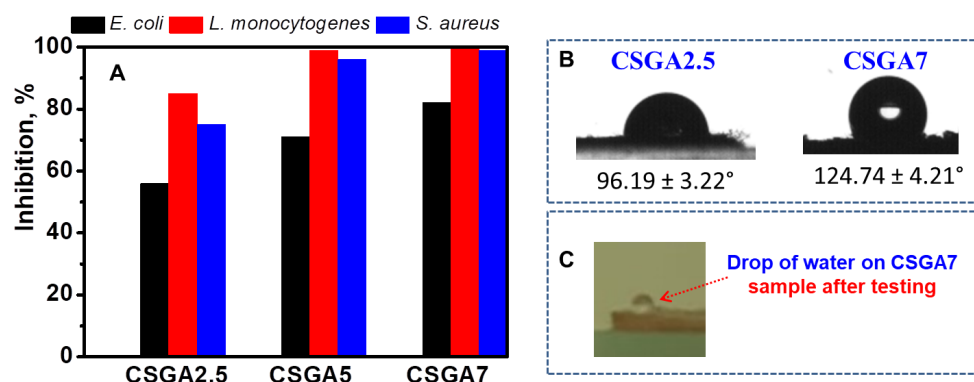 E. coli L. monocytogenes S. aureus
A
Inhibition, %
100
80
60
40
20
0
CSGA2.5 CSGA5 CSGA7
B
CSGA2.5 CSGA7
96.19 ± 3.22° 124.74 ± 4.21°
C
Drop of water on CSGA7
sample after testing